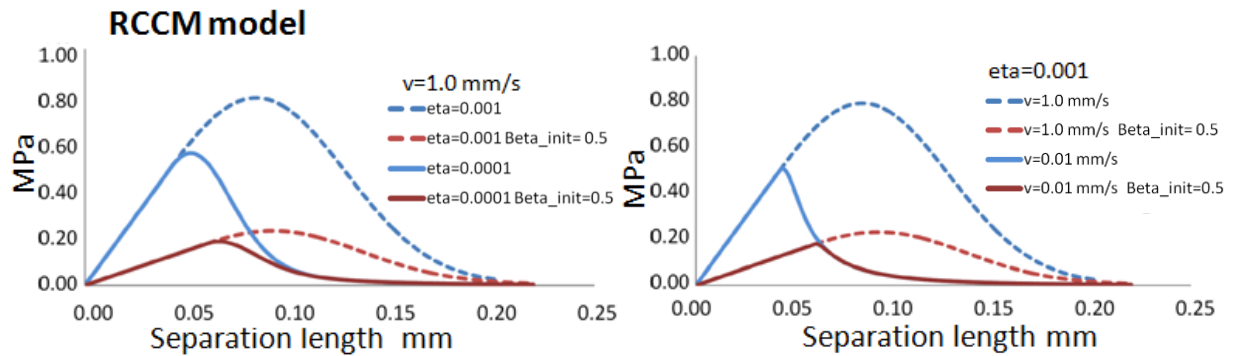 RCCM model
1.00
0.80
0.60
0.40
0.20
0.00
MPa
v=1.0 mm/s
eta=0.001
eta=0.001 Beta_init= 0.5
eta=0.0001
eta=0.0001 Beta_init=0.5
0.00 0.05 0.10 0.15 0.20 0.25
Separation length mm
1.00
0.80
0.60
0.40
0.20
0.00
MPa
eta=0.001
v=1.0 mm/s
v=1.0 mm/s Beta_init= 0.5
v=0.01 mm/s
v=0.01 mm/s Beta_init=0.5
0.00 0.05 0.10 0.15 0.20 0.25
Separation length mm